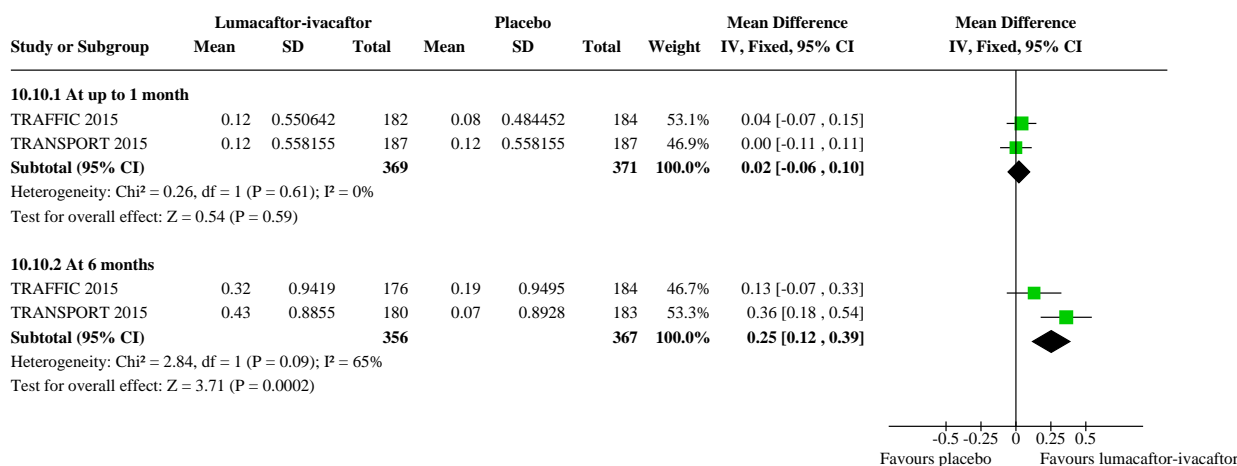 Lumacaftor-ivacaftor Placebo Mean Difference Mean Difference
Study or Subgroup Mean SD Total Mean SD Total Weight IV, Fixed, 95% CI IV, Fixed, 95% CI
10.10.1 At up to 1 month
TRAFFIC 2015 0.12 0.550642 182 0.08 0.484452 184 53.1% 0.04 [-0.07 , 0.15]
TRANSPORT 2015 0.12 0.558155 187 0.12 0.558155 187 46.9% 0.00 [-0.11 , 0.11]
Subtotal (95% CI) 369 371 100.0% 0.02 [-0.06 , 0.10]
Heterogeneity: Chi² = 0.26, df = 1 (P = 0.61); I² = 0%
Test for overall effect: Z = 0.54 (P = 0.59)
10.10.2 At 6 months
TRAFFIC 2015 0.32 0.9419 176 0.19 0.9495 184 46.7% 0.13 [-0.07 , 0.33]
TRANSPORT 2015 0.43 0.8855 180 0.07 0.8928 183 53.3% 0.36 [0.18 , 0.54]
Subtotal (95% CI) 356 367 100.0% 0.25 [0.12 , 0.39]
Heterogeneity: Chi² = 2.84, df = 1 (P = 0.09); I² = 65%
Test for overall effect: Z = 3.71 (P = 0.0002)
-0.5 -0.25 0 0.25 0.5
Favours placebo Favours lumacaftor-ivacaftor